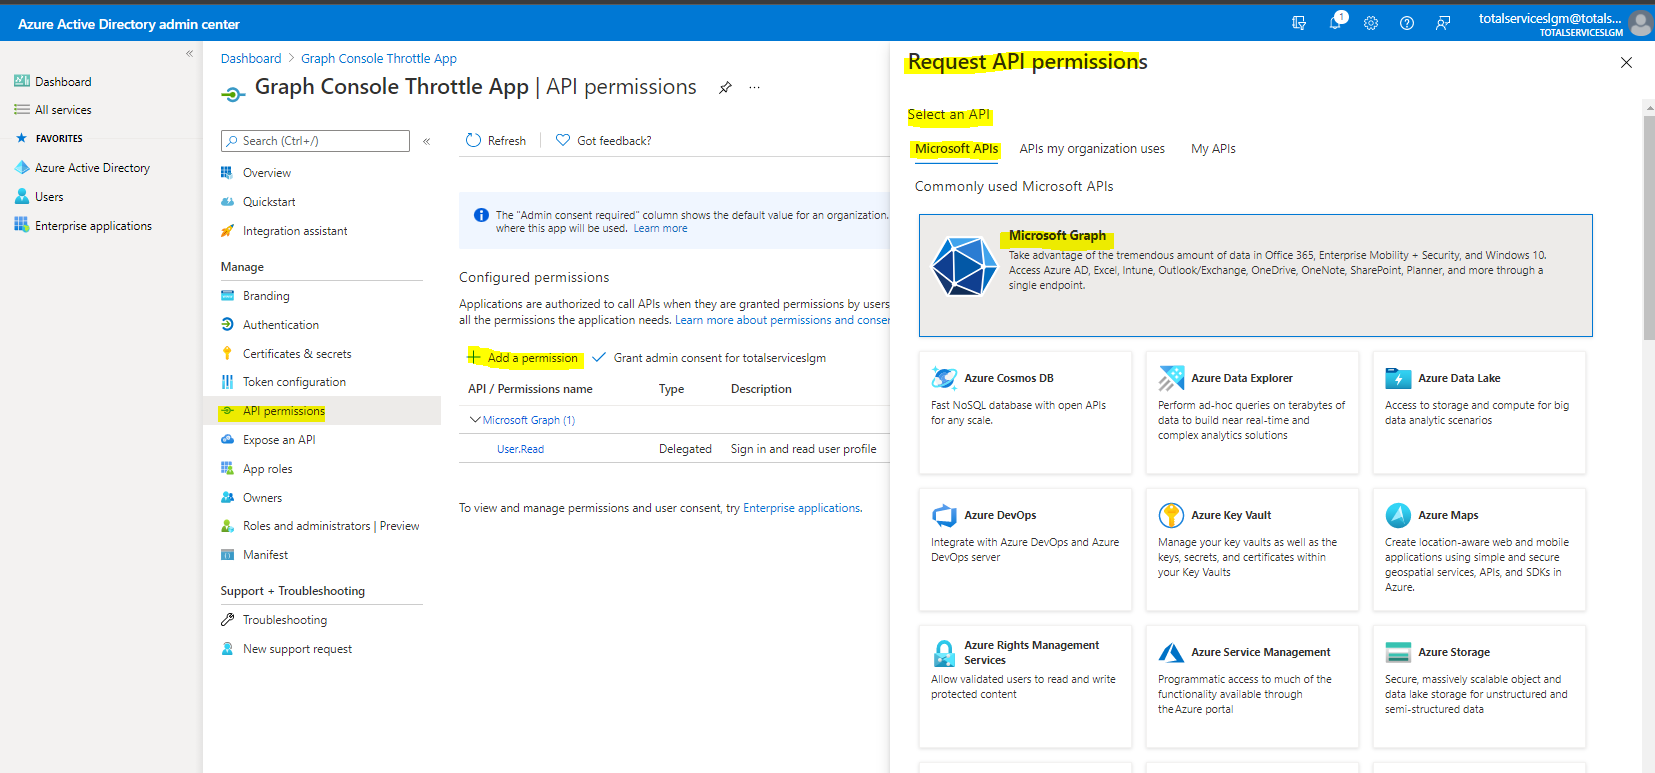 Azure Active Directory admin center
1
totalserviceslgm@totals...
TOTALSERVICESLGM
«
Dashboard
All services
FAVORITES
Azure Active Directory
Users
Enterprise applications
Dashboard > Graph Console Throttle App
Graph Console Throttle App | API permissions
...
Search (Ctrl+/)
«
Overview
Quickstart
Integration assistant
Manage
Branding
Authentication
Certificates & secrets
Token configuration
API permissions
Expose an API
App roles
Owners
Roles and administrators | Preview
Manifest
Support + Troubleshooting
Troubleshooting
New support request
Refresh
Got feedback?
The "Admin consent required" column shows the default value for an organization.
where this app will be used. Learn more
Configured permissions
Applications are authorized to call APIs when they are granted permissions by users
all the permissions the application needs. Learn more about permissions and conser
Add a permission
Grant admin consent for totalserviceslgm
API / Permissions name Type Description
Microsoft Graph (1)
User.Read Delegated Sign in and read user profile
To view and manage permissions and user consent, try Enterprise applications.
Request API permissions
Select an API
Microsoft APIs APIs my organization uses My APIs
Commonly used Microsoft APIs
Microsoft Graph
Take advantage of the tremendous amount of data in Office 365, Enterprise Mobility + Security, and Windows 10.
Access Azure AD, Excel, Intune, Outlook/Exchange, OneDrive, OneNote, SharePoint, Planner, and more through a
single endpoint.
Azure Cosmos DB
Fast NoSQL database with open APIs
for any scale.
Azure Data Explorer
Perform ad-hoc queries on terabytes of
data to build near real-time and
complex analytics solutions
Azure Data Lake
Access to storage and compute for big
data analytic scenarios
Azure DevOps
Integrate with Azure DevOps and Azure
DevOps server
Azure Key Vault
Manage your key vaults as well as the
keys, secrets, and certificates within
your Key Vaults
Azure Maps
Create location-aware web and mobile
applications using simple and secure
geospatial services, APIs, and SDKs in
Azure.
Azure Rights Management
Services
Allow validated users to read and write
protected content
Azure Service Management
Programmatic access to much of the
functionality available through
the Azure portal
Azure Storage
Secure, massively scalable object and
data lake storage for unstructured and
semi-structured data